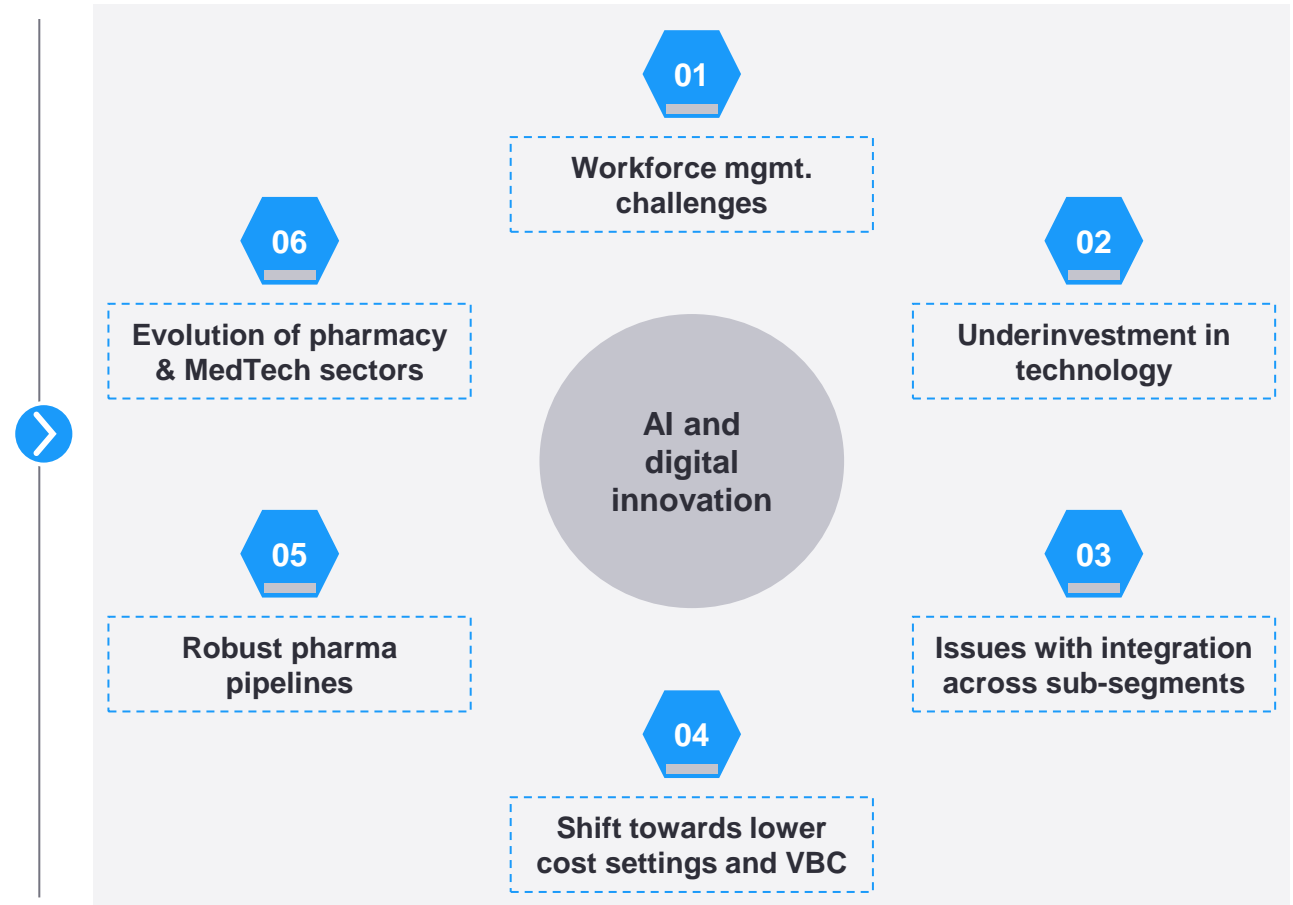 01
Workforce mgmt.
challenges
02
Underinvestment in
technology
03
Issues with integration
across sub-segments
04
Shift towards lower
cost settings and VBC
05
Robust pharma
pipelines
06
Evolution of pharmacy
& MedTech sectors
AI and
digital
innovation